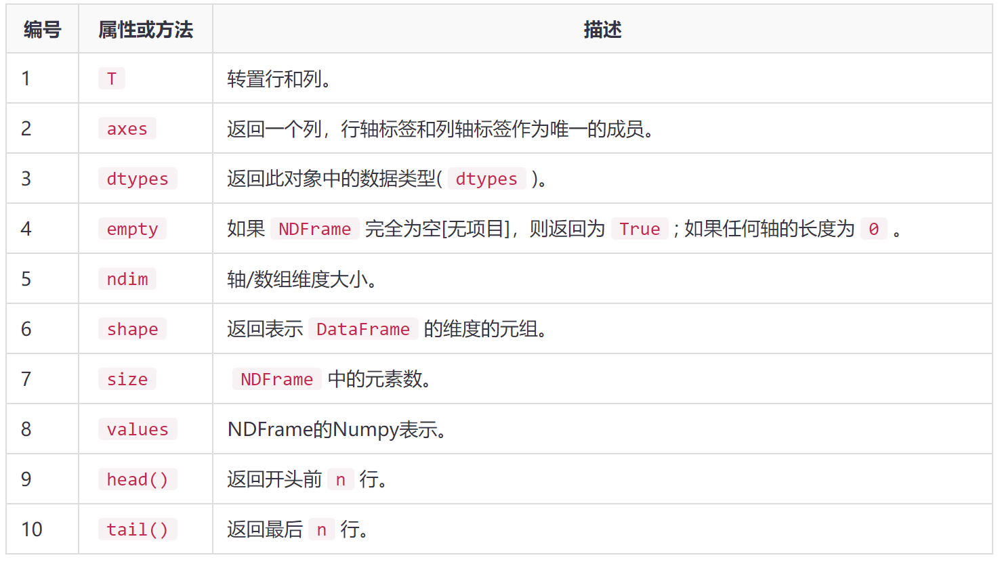 编号 属性或方法 描述
1 T 转置行和列。
2 axes 返回一个列，行轴标签和列轴标签作为唯一的成员。
3 dtypes 返回此对象中的数据类型( dtypes )。
4 empty 如果 NDFrame 完全为空[无项目]，则返回为 True ; 如果任何轴的长度为 0 。
5 ndim 轴/数组维度大小。
6 shape 返回表示 DataFrame 的维度的元组。
7 size NDFrame 中的元素数。
8 values NDFrame的Numpy表示。
9 head() 返回开头前 n 行。
10 tail() 返回最后 n 行。